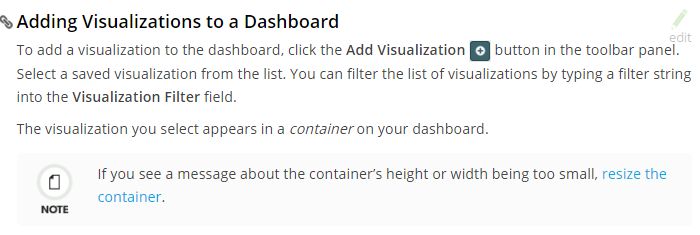 Adding Visualizations to a Dashboard
edit
To add a visualization to the dashboard, click the Add Visualization button in the toolbar panel.
Select a saved visualization from the list. You can filter the list of visualizations by typing a filter string
into the Visualization Filter field.
The visualization you select appears in a container on your dashboard.
If you see a message about the container's height or width being too small, resize the
container.
NOTE